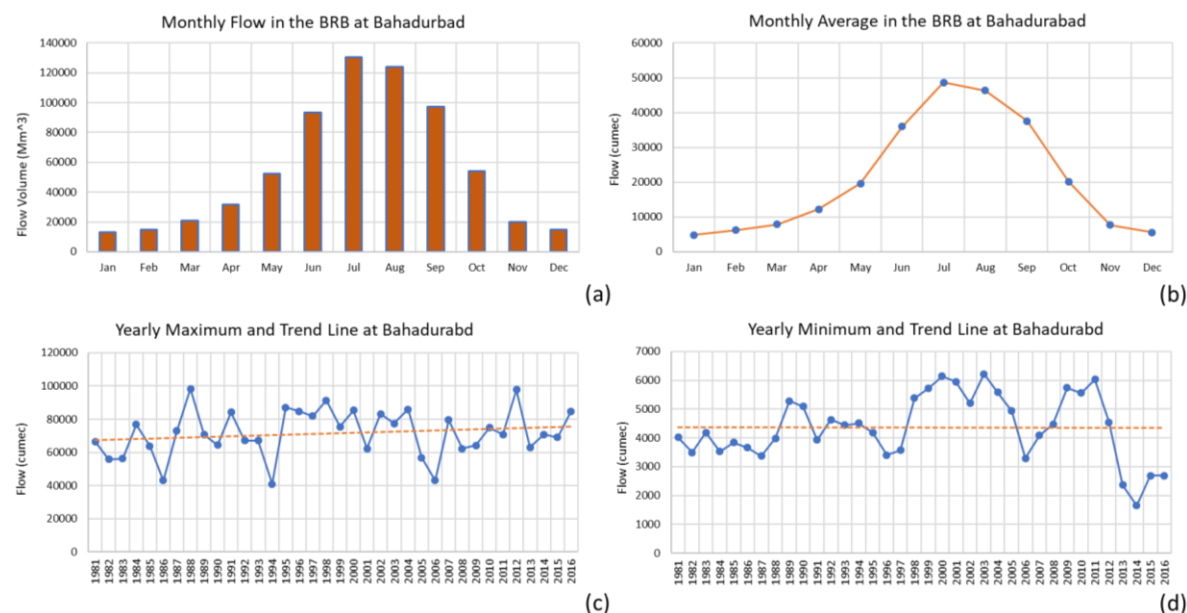 Monthly Flow in the BRB at Bahadurbad
Flow Volume (Mm^3)
140000
120000
100000
80000
60000
40000
20000
0
Jan Feb Mar Apr May Jun Jul Aug Sep Oct Nov Dec
(a)
Monthly Average in the BRB at Bahadurabad
Flow (cumec)
60000
50000
40000
30000
20000
10000
0
Jan Feb Mar Apr May Jun Jul Aug Sep Oct Nov Dec
(b)
Yearly Maximum and Trend Line at Bahadurabd
Flow (cumec)
120000
100000
80000
60000
40000
20000
0
1981 1982 1983 1984 1985 1986 1987 1988 1989 1990 1991 1992 1993 1994 1995 1996 1997 1998 1999 2000 2001 2002 2003 2004 2005 2006 2007 2008 2009 2010 2011 2012 2013 2014 2015 2016
(c)
Yearly Minimum and Trend Line at Bahadurabd
Flow (cumec)
7000
6000
5000
4000
3000
2000
1000
0
1981 1982 1983 1984 1985 1986 1987 1988 1989 1990 1991 1992 1993 1994 1995 1996 1997 1998 1999 2000 2001 2002 2003 2004 2005 2006 2007 2008 2009 2010 2011 2012 2013 2014 2015 2016
(d)